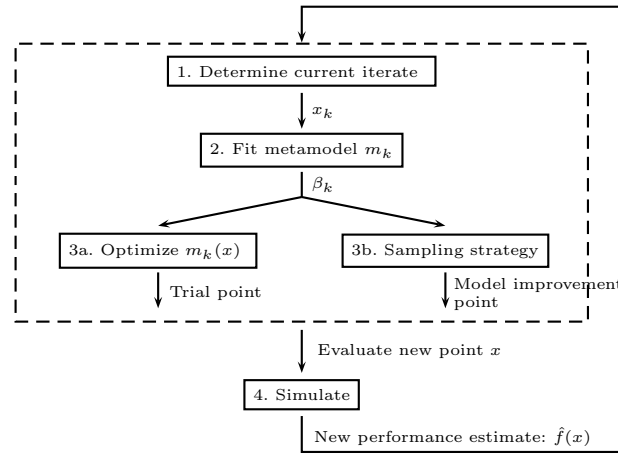 1. Determine current iterate
x_k
2. Fit metamodel m_k
β_k
3a. Optimize m_k(x)
3b. Sampling strategy
Trial point
Model improvement
point
Evaluate new point x
4. Simulate
New performance estimate: f̂(x)